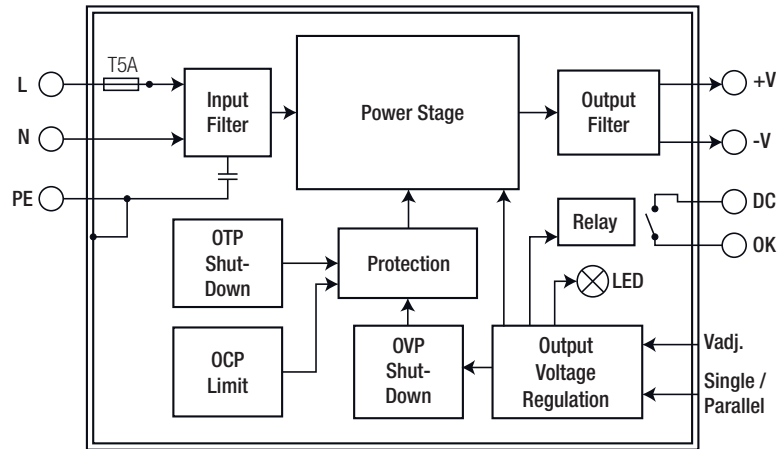 T5A
L
N
PE
Input
Filter
Power Stage
Output
Filter
+V
-V
DC
OK
Relay
LED
OTP
Shut-
Down
Protection
OCP
Limit
OVP
Shut-
Down
Output
Voltage
Regulation
Vadj.
Single /
Parallel